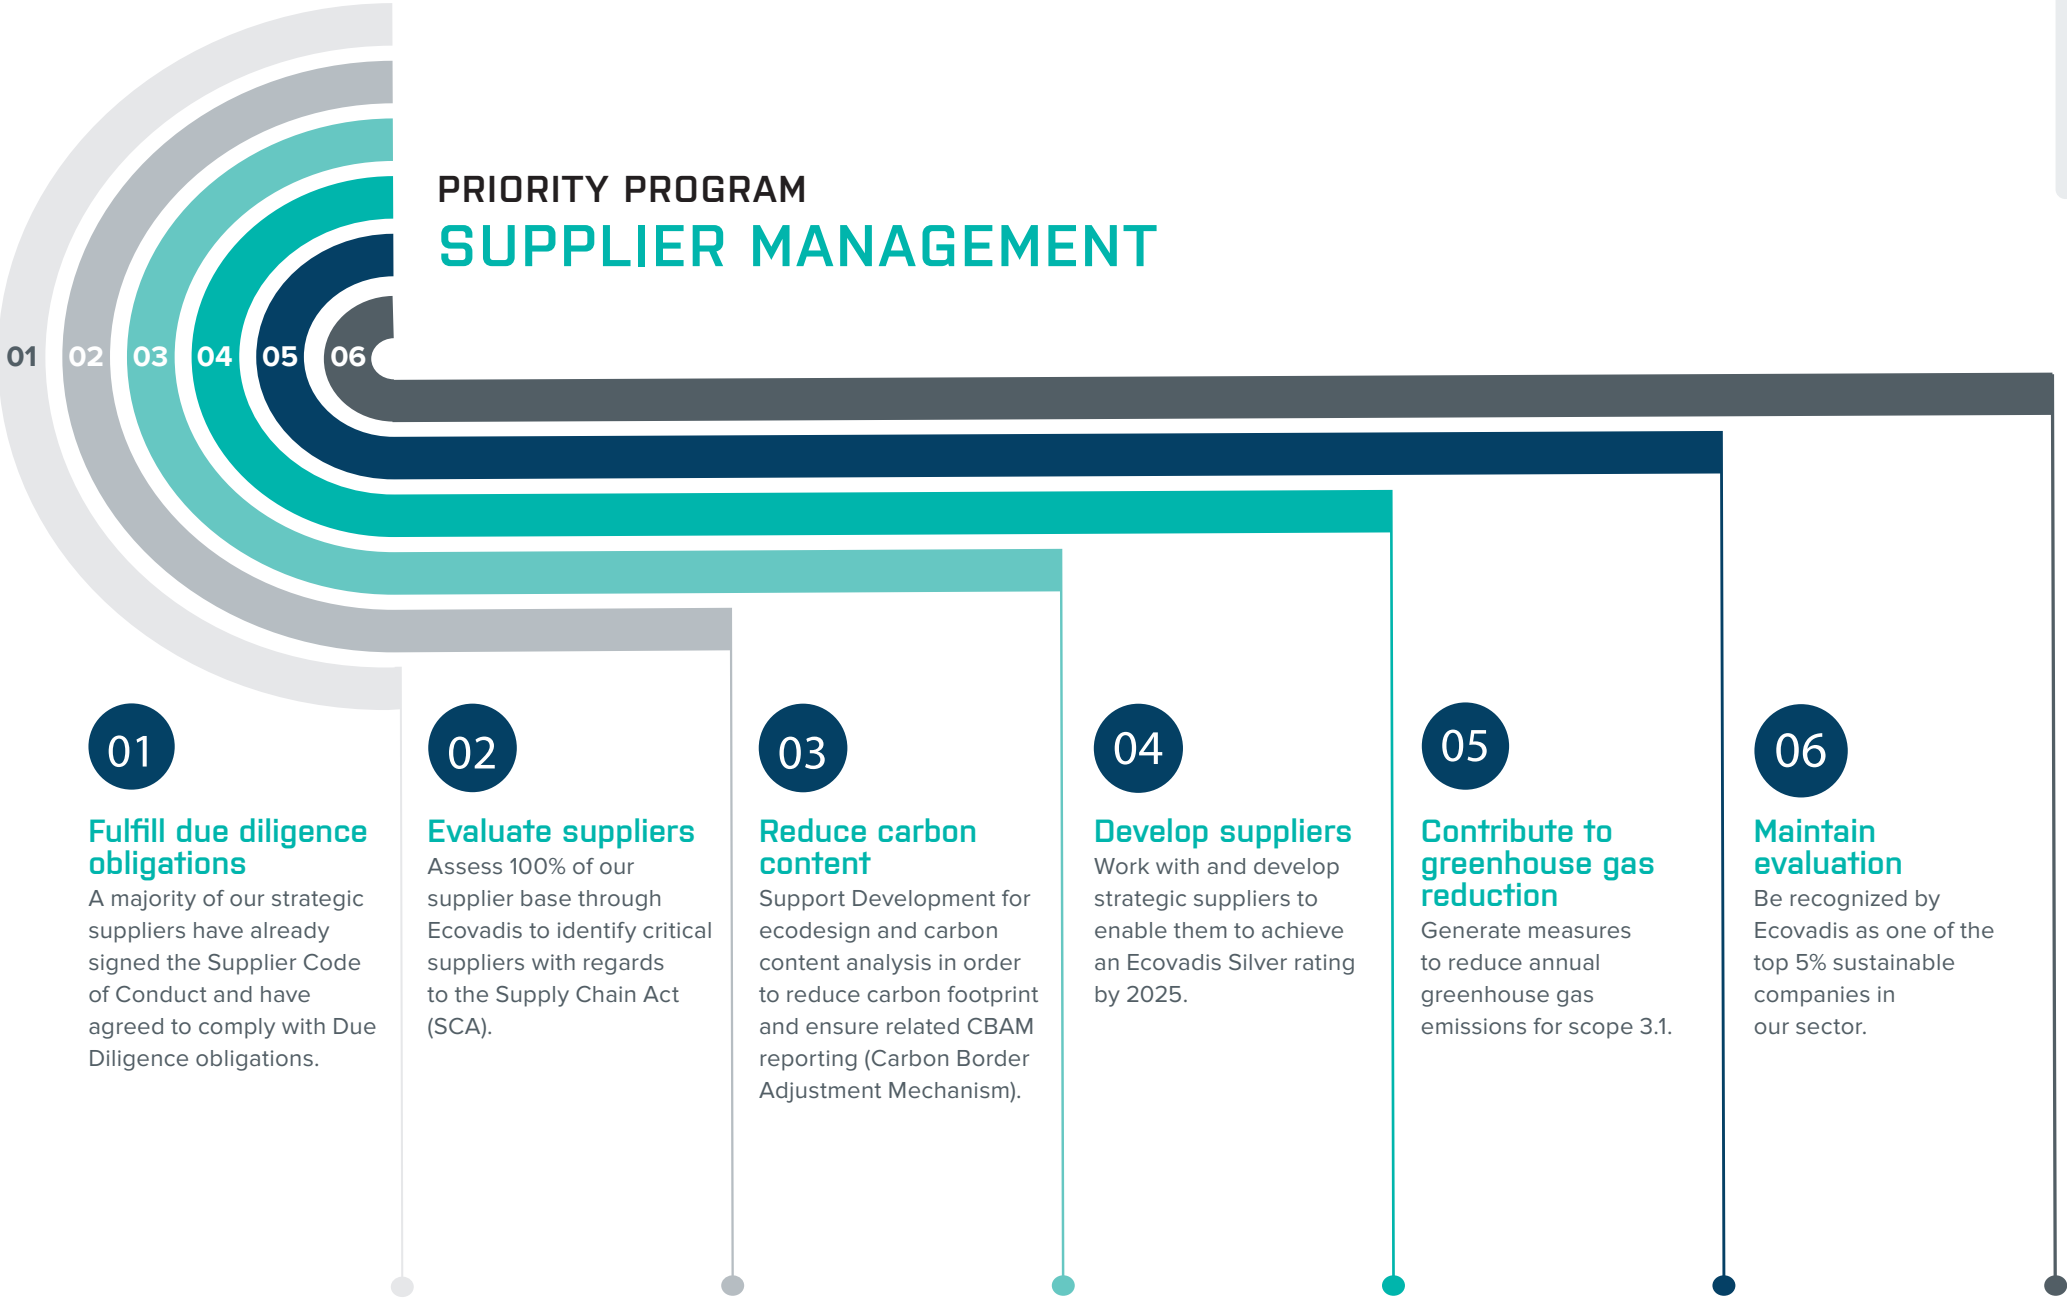 PRIORITY PROGRAM
SUPPLIER MANAGEMENT
01 02 03 04 05 06
01
Fulfill due diligence
obligations
A majority of our strategic
suppliers have already
signed the Supplier Code
of Conduct and have
agreed to comply with Due
Diligence obligations.
02
Evaluate suppliers
Assess 100% of our
supplier base through
Ecovadis to identify critical
suppliers with regards
to the Supply Chain Act
(SCA).
03
Reduce carbon
content
Support Development for
ecodesign and carbon
content analysis in order
to reduce carbon footprint
and ensure related CBAM
reporting (Carbon Border
Adjustment Mechanism).
04
Develop suppliers
Work with and develop
strategic suppliers to
enable them to achieve
an Ecovadis Silver rating
by 2025.
05
Contribute to
greenhouse gas
reduction
Generate measures
to reduce annual
greenhouse gas
emissions for scope 3.1.
06
Maintain
evaluation
Be recognized by
Ecovadis as one of the
top 5% sustainable
companies in
our sector.